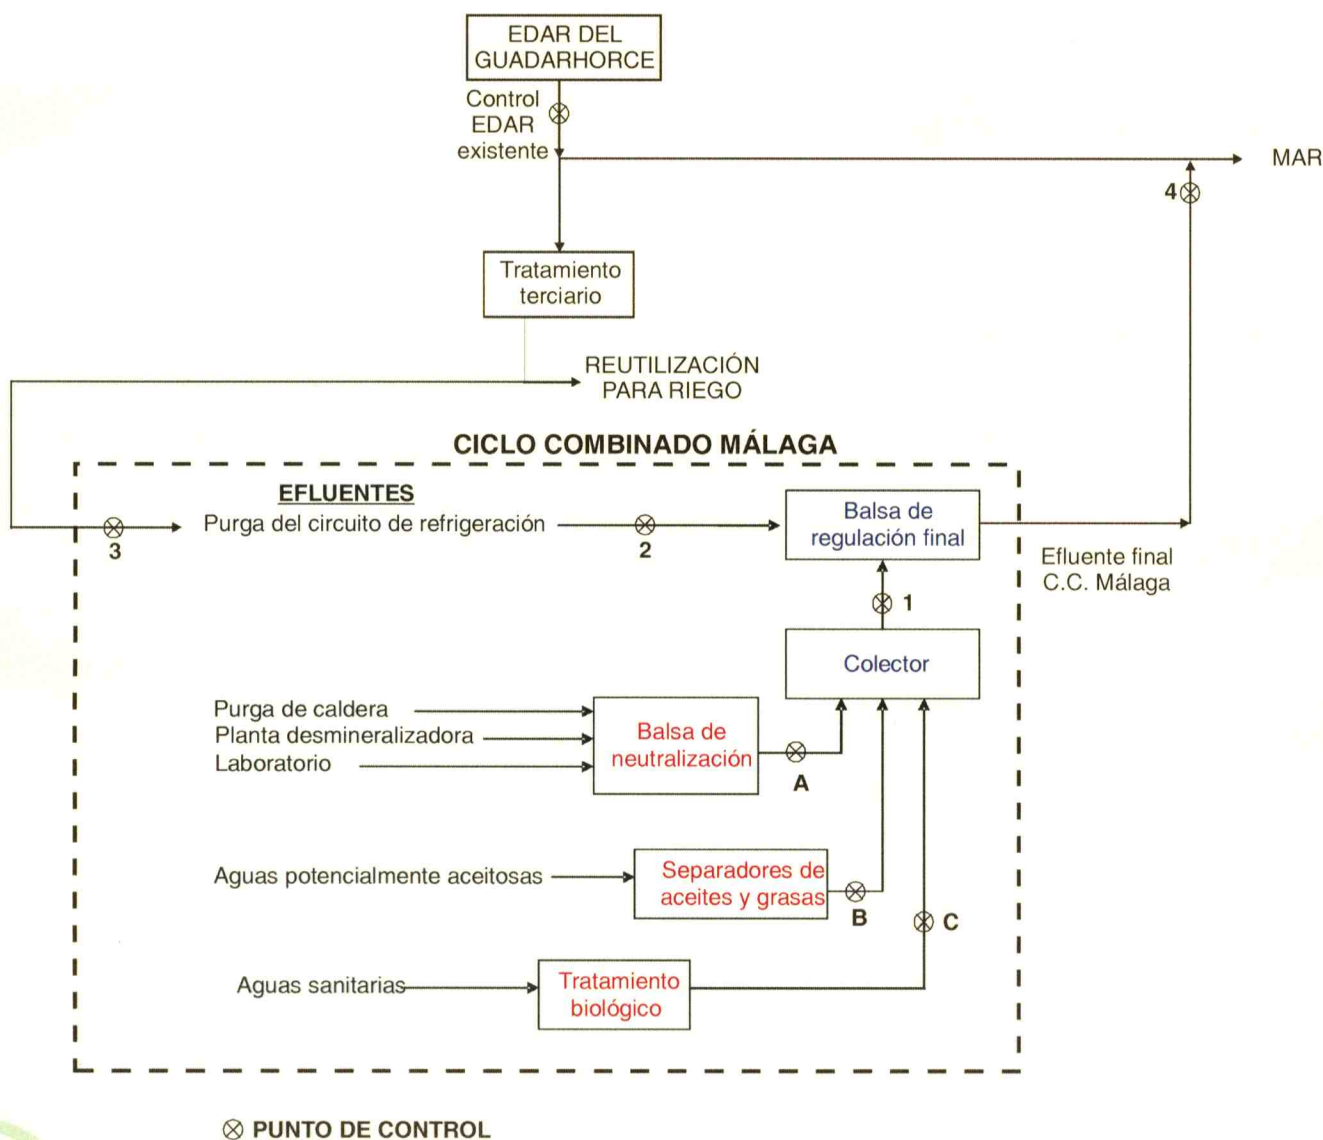 EDAR DEL
GUADARHORCE
Control
EDAR
existente
MAR
4
Tratamiento
terciario
REUTILIZACIÓN
PARA RIEGO
CICLO COMBINADO MÁLAGA
EFLUENTES
Purga del circuito de refrigeración
3
2
Balsa de
regulación final
Efluente final
C.C. Málaga
1
Colector
Purga de caldera
Planta desmineralizadora
Laboratorio
Balsa de
neutralización
A
Aguas potencialmente aceitosas
Separadores de
aceites y grasas
B
C
Aguas sanitarias
Tratamiento
biológico
PUNTO DE CONTROL